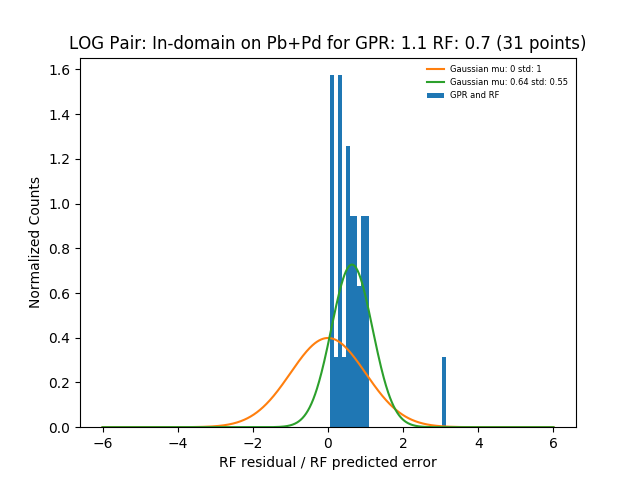 LOG Pair: In-domain on Pb+Pd for GPR: 1.1 RF: 0.7 (31 points)
Gaussian mu: 0 std: 1
Gaussian mu: 0.64 std: 0.55
GPR and RF
Normalized Counts
1.6
1.4
1.2
1.0
0.8
0.6
0.4
0.2
0.0
−6 −4 −2 0 2 4 6
RF residual / RF predicted error